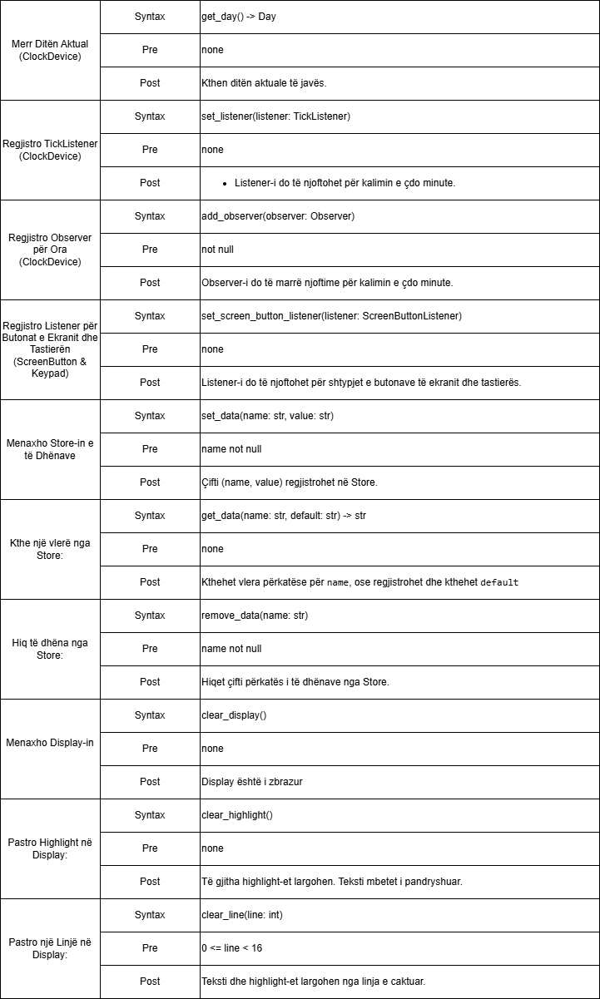 Merr Ditën Aktual
(ClockDevice)
Syntax
get_day() -> Day
Pre
none
Post
Kthen ditën aktuale të javës.
Regjistro TickListener
(ClockDevice)
Syntax
set_listener(listener: TickListener)
Pre
none
Post
• Listener-i do të njoftohet për kalimin e çdo minute.
Regjistro Observer
për Ora
(ClockDevice)
Syntax
add_observer(observer: Observer)
Pre
not null
Post
Observer-i do të marrë njoftime për kalimin e çdo minute.
Regjistro Listener për
Butonat e Ekranit dhe
Tastierën
(ScreenButton &
Keypad)
Syntax
set_screen_button_listener(listener: ScreenButtonListener)
Pre
none
Post
Listener-i do të njoftohet për shtypjet e butonave të ekranit dhe tastierës.
Menaxho Store-in e
të Dhënave
Syntax
set_data(name: str, value: str)
Pre
name not null
Post
Çifti (name, value) regjistrohet në Store.
Kthe një vlerë nga
Store:
Syntax
get_data(name: str, default: str) -> str
Pre
none
Post
Kthehet vlera përkatëse për name, ose regjistrohet dhe kthehet default
Hiq të dhëna nga
Store:
Syntax
remove_data(name: str)
Pre
name not null
Post
Hiqet çifti përkatës i të dhënave nga Store.
Menaxho Display-in
Syntax
clear_display()
Pre
none
Post
Display është i zbrazur
Pastro Highlight në
Display:
Syntax
clear_highlight()
Pre
none
Post
Të gjitha highlight-et largohen. Teksti mbetet i pandryshuar.
Pastro një Linjë në
Display:
Syntax
clear_line(line: int)
Pre
0 <= line < 16
Post
Teksti dhe highlight-et largohen nga linja e caktuar.